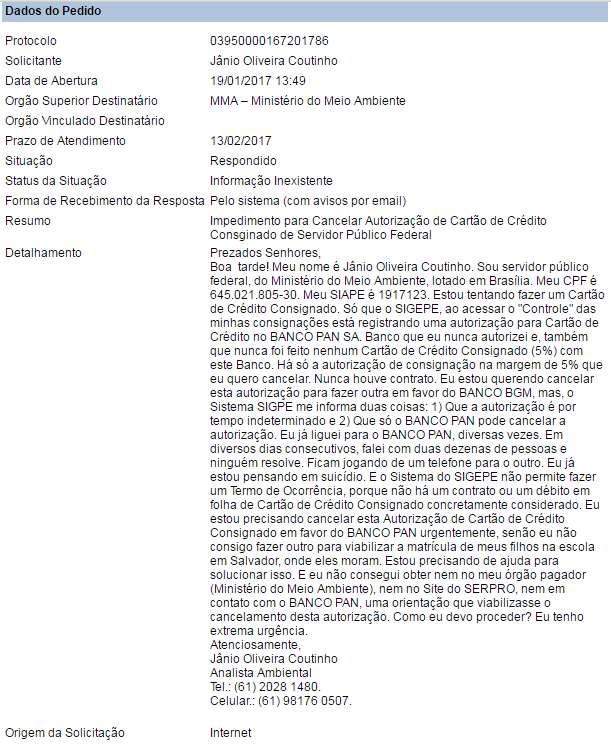 Dados do Pedido
Protocolo 03950000167201786
Solicitante Jânio Oliveira Coutinho
Data de Abertura 19/01/2017 13:49
Orgão Superior Destinatário MMA – Ministério do Meio Ambiente
Orgão Vinculado Destinatário
Prazo de Atendimento 13/02/2017
Situação Respondido
Status da Situação Informação Inexistente
Forma de Recebimento da Resposta Pelo sistema (com avisos por email)
Resumo Impedimento para Cancelar Autorização de Cartão de Crédito
Consginado de Servidor Público Federal
Detalhamento Prezados Senhores,
Boa tarde! Meu nome é Jânio Oliveira Coutinho. Sou servidor público
federal, do Ministério do Meio Ambiente, lotado em Brasília. Meu CPF é
645.021.805-30. Meu SIAPE é 1917123. Estou tentando fazer um Cartão
de Crédito Consignado. Só que o SIGEPE, ao acessar o "Controle" das
minhas consignações está registrando uma autorização para Cartão de
Crédito no BANCO PAN SA. Banco que eu nunca autorizei e, também
que nunca foi feito nenhum Cartão de Crédito Consignado (5%) com
este Banco. Há só a autorização de consignação na margem de 5% que
eu quero cancelar. Nunca houve contrato. Eu estou querendo cancelar
esta autorização para fazer outra em favor do BANCO BGM, mas, o
Sistema SIGPE me informa duas coisas: 1) Que a autorização é por
tempo indeterminado e 2) Que só o BANCO PAN pode cancelar a
autorização. Eu já liguei para o BANCO PAN, diversas vezes. Em
diversos dias consecutivos, falei com duas dezenas de pessoas e
ninguém resolve. Ficam jogando de um telefone para o outro. Eu já
estou pensando em suicídio. E o Sistema do SIGEPE não permite fazer
um Termo de Ocorrência, porque não há um contrato ou um débito em
folha de Cartão de Crédito Consignado concretamente considerado. Eu
estou precisando cancelar esta Autorização de Cartão de Crédito
Consignado em favor do BANCO PAN urgentemente, senão eu não
consigo fazer outro para viabilizar a matrícula de meus filhos na escola
em Salvador, onde eles moram. Estou precisando de ajuda para
solucionar isso. E eu não consegui obter nem no meu órgão pagador
(Ministério do Meio Ambiente), nem no Site do SERPRO, nem em
contato com o BANCO PAN, uma orientação que viabilizasse o
cancelamento desta autorização. Como eu devo proceder? Eu tenho
extrema urgência.
Atenciosamente,
Jânio Oliveira Coutinho
Analista Ambiental
Tel.: (61) 2028 1480.
Celular.: (61) 98176 0507.
Origem da Solicitação Internet